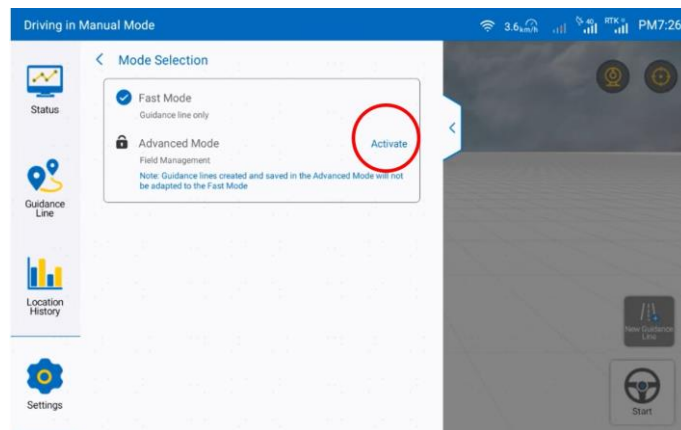 Driving in Manual Mode
3.6km/h
40
RTK
PM7:26
Mode Selection
Status
Fast Mode
Guidance line only
Advanced Mode
Activate
Field Management
Note: Guidance lines created and saved in the Advanced Mode will not
be adapted to the Fast Mode
Guidance
Line
Location
History
New Guidance
Line
Settings
Start